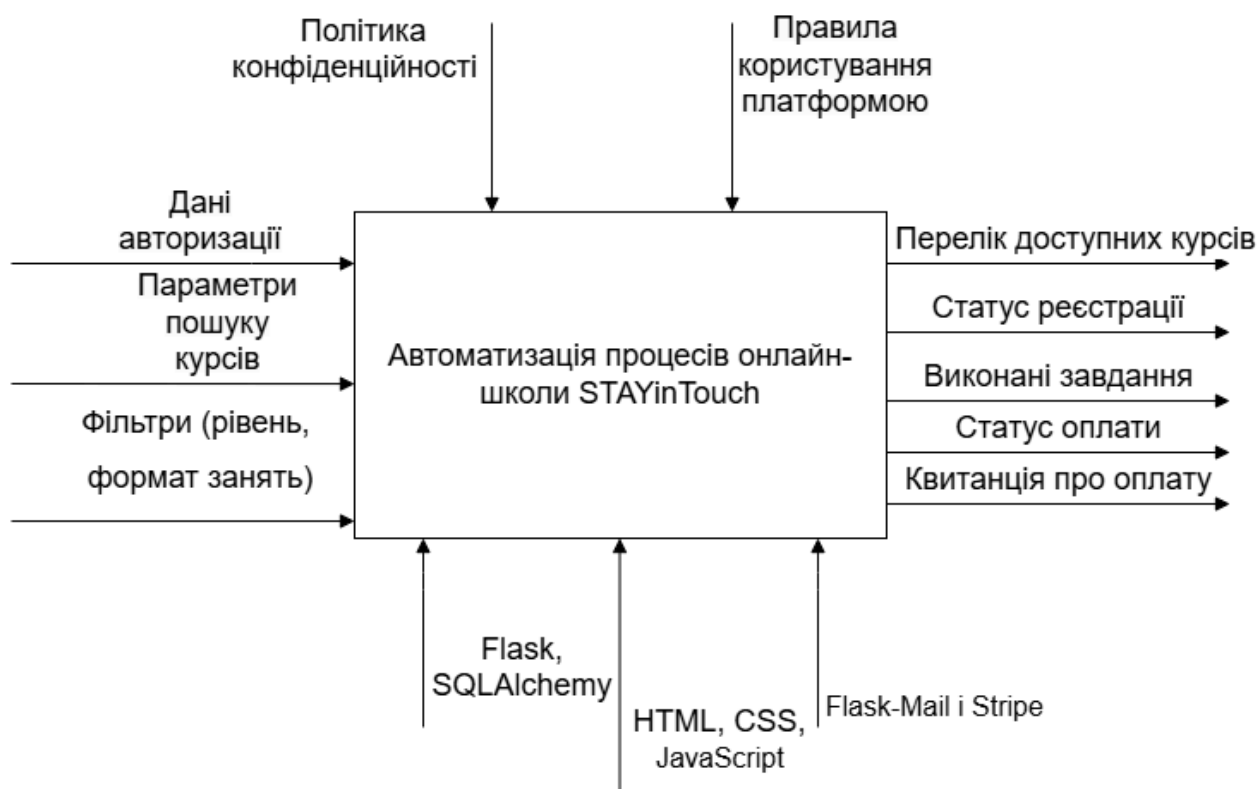 Політика
конфіденційності
Правила
користування
платформою
Дані
авторизації
Параметри
пошуку
курсів
Фільтри (рівень,
формат занять)
Автоматизація процесів онлайн-
школи STAYinTouch
Перелік доступних курсів
Статус реєстрації
Виконані завдання
Статус оплати
Квитанція про оплату
Flask,
SQLAlchemy
HTML, CSS,
JavaScript
Flask-Mail і Stripe